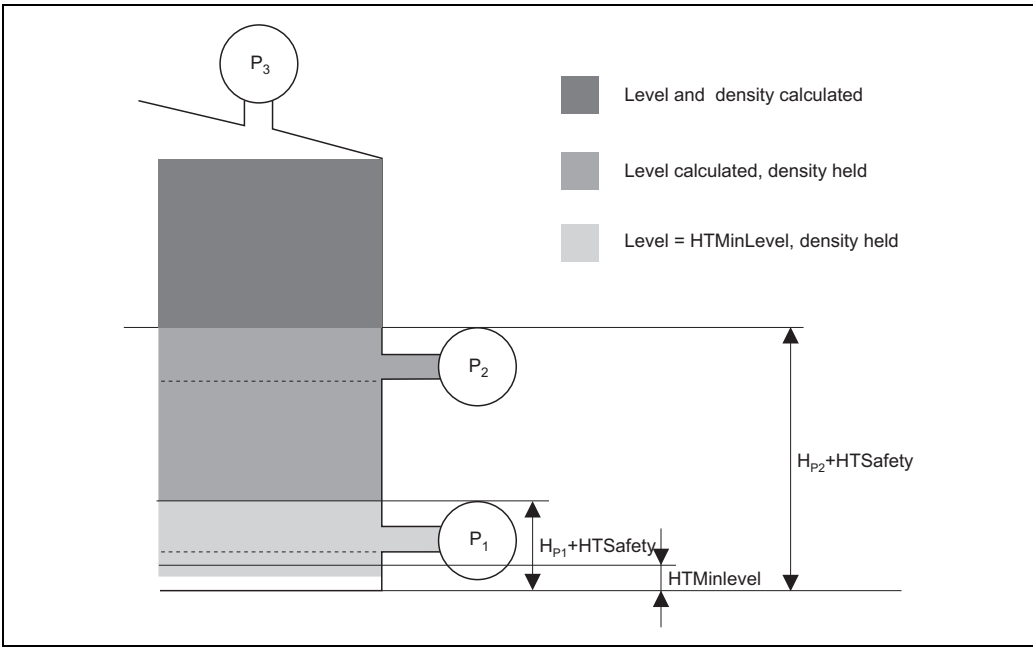 P3
Level and density calculated
Level calculated, density held
Level = HTMinLevel, density held
P2
HP2+HTSafety
P1
HP1+HTSafety
HTMinlevel